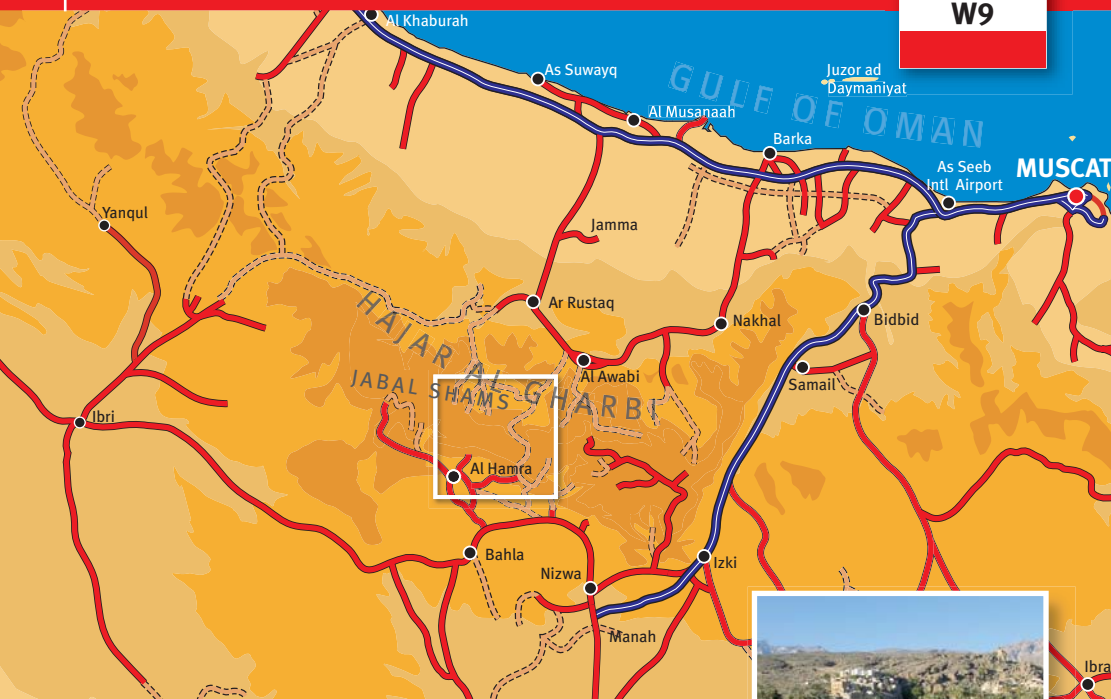 W9
Al Khaburah
As Suwayq
Juzor ad
Daymaniyat
GULF OF OMAN
Al Musanaah
Barka
As Seeb
Intl Airport
MUSCAT
Yanqul
Jamma
Ar Rustaq
Nakhal
Bidbid
HAJAR AL GHARBI
JABAL SHAMS
Al Awabi
Samail
Ibri
Al Hamra
Bahla
Izki
Nizwa
Manah
Ibra